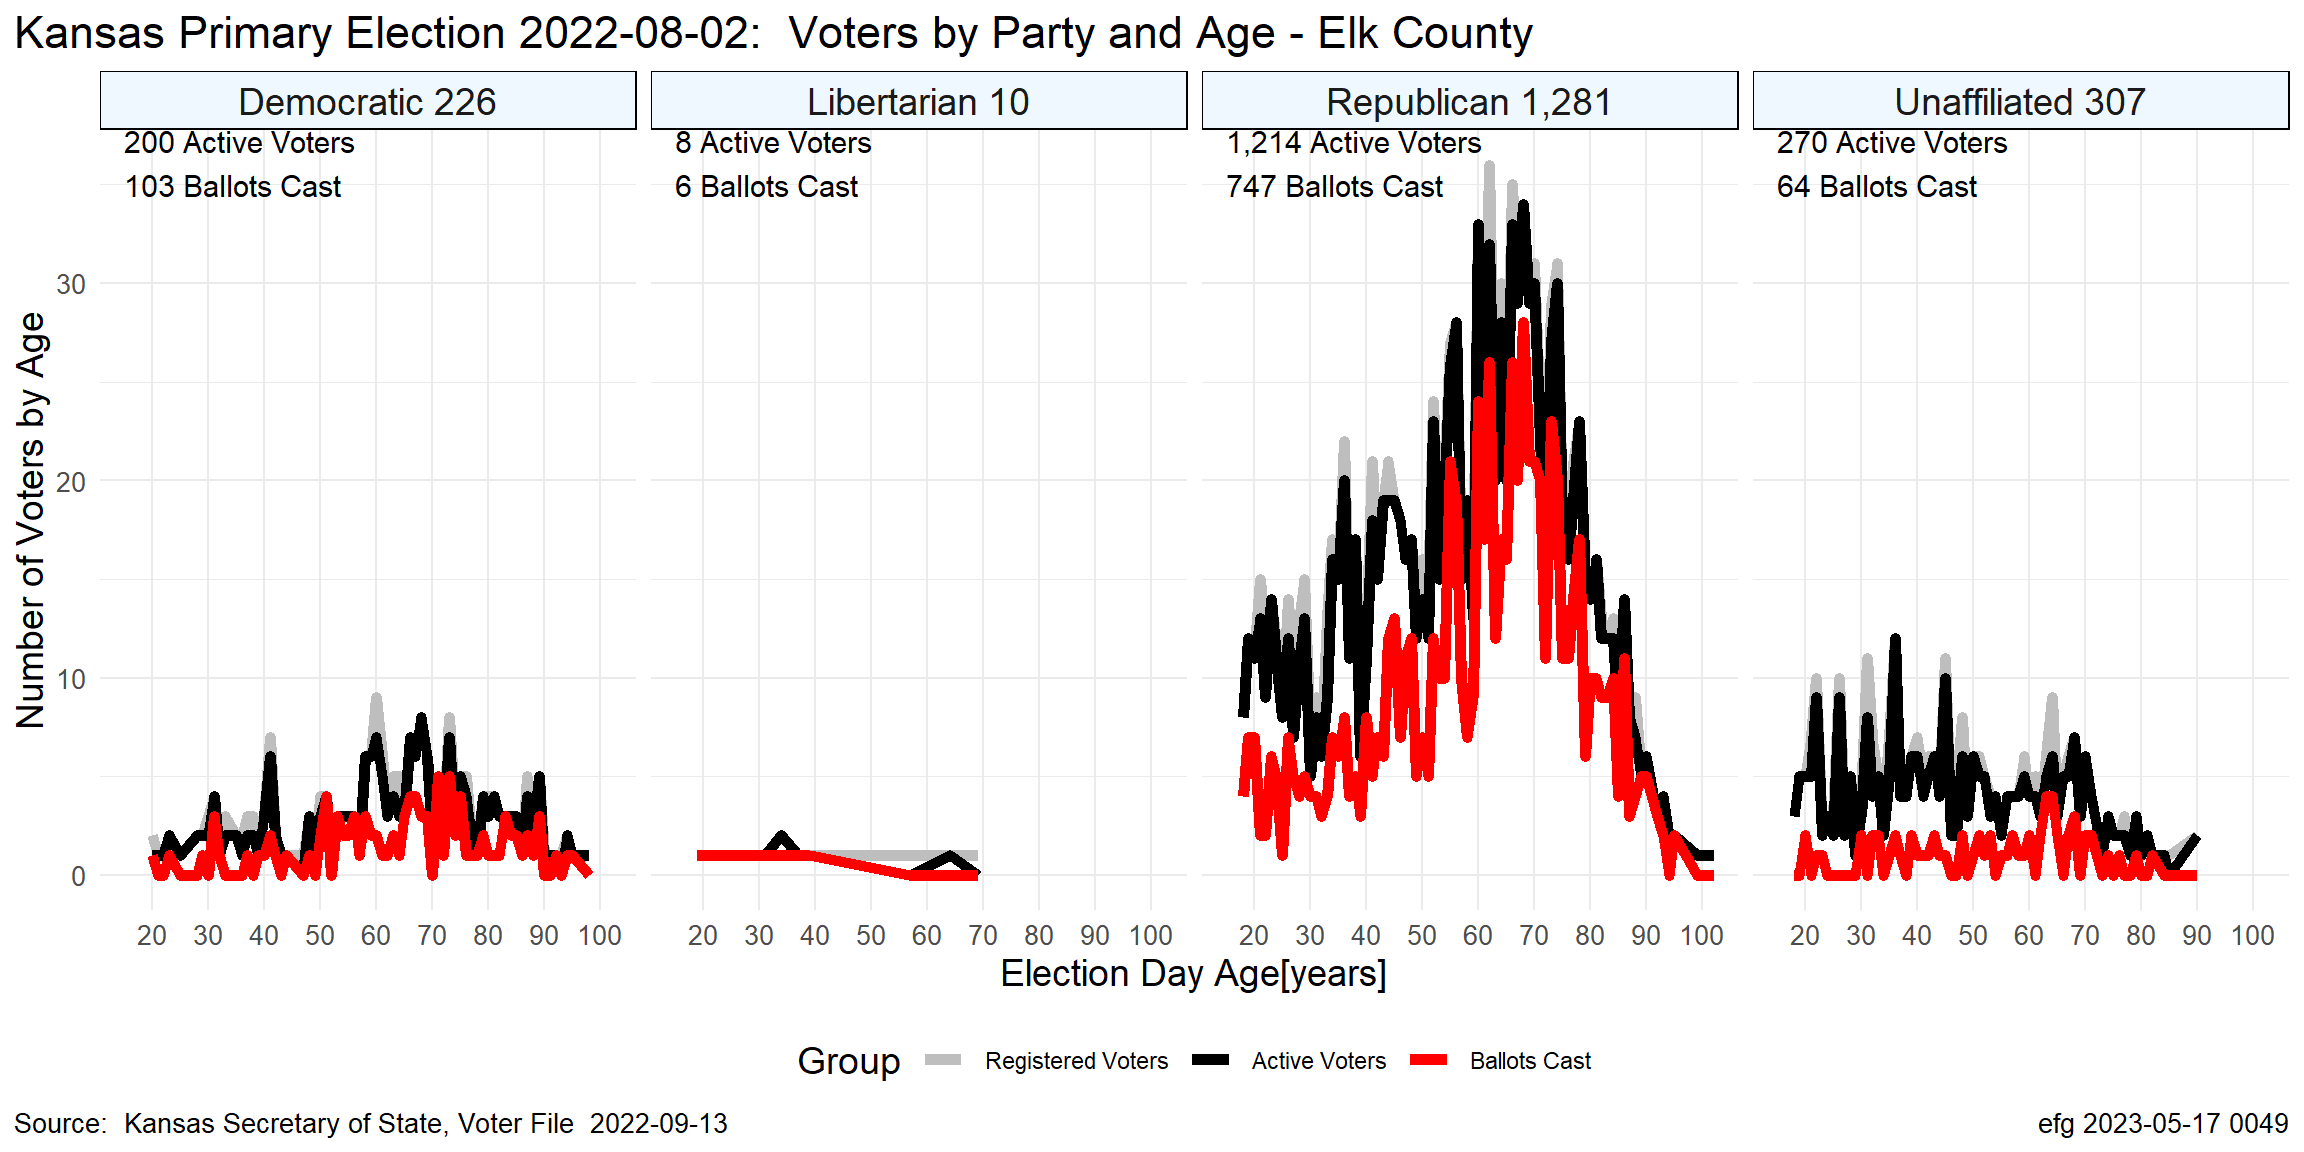 Kansas Primary Election 2022-08-02:  Voters by Party and Age - Elk County
Democratic 226
Libertarian 10
Republican 1,281
Unaffiliated 307
200 Active Voters
103 Ballots Cast
8 Active Voters
6 Ballots Cast
1,214 Active Voters
747 Ballots Cast
270 Active Voters
64 Ballots Cast
Number of Voters by Age
30
20
10
0
20 30 40 50 60 70 80 90 100
20 30 40 50 60 70 80 90 100
20 30 40 50 60 70 80 90 100
20 30 40 50 60 70 80 90 100
Election Day Age[years]
Group Registered Voters Active Voters Ballots Cast
Source:  Kansas Secretary of State, Voter File  2022-09-13
efg 2023-05-17 0049